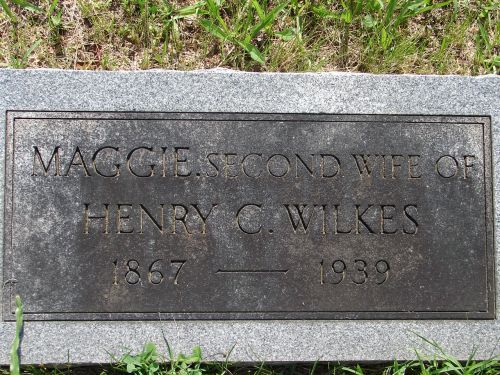 MAGGIE. SECOND WIFE OF
HENRY C. WILKES
1867 — 1939